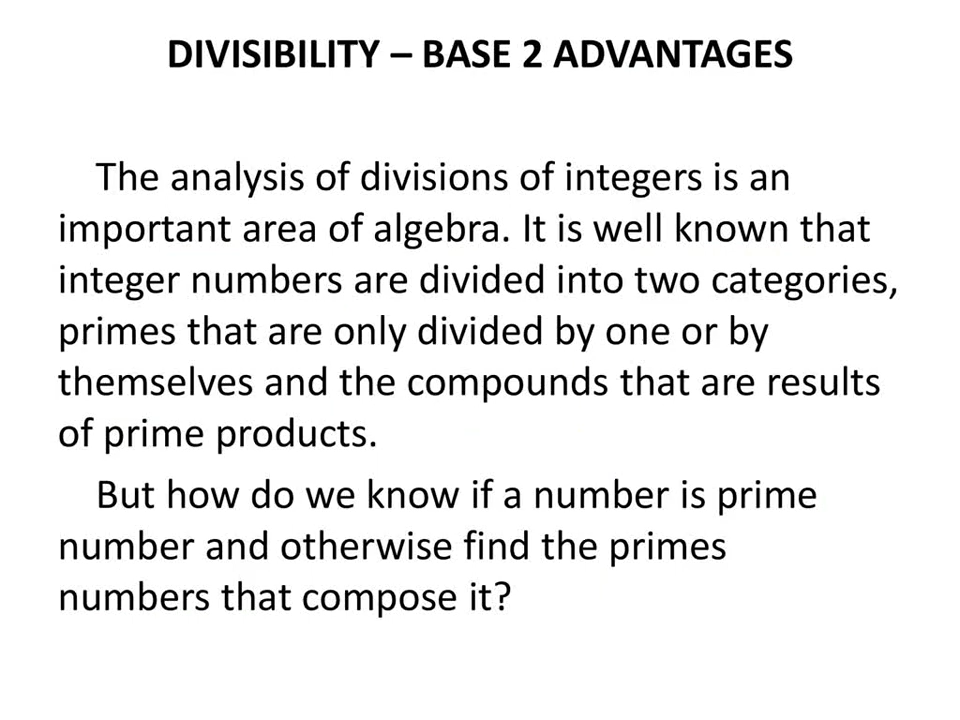 DIVISIBILITY – BASE 2 ADVANTAGES
The analysis of divisions of integers is an
important area of algebra. It is well known that
integer numbers are divided into two categories,
primes that are only divided by one or by
themselves and the compounds that are results
of prime products.
But how do we know if a number is prime
number and otherwise find the primes
numbers that compose it?